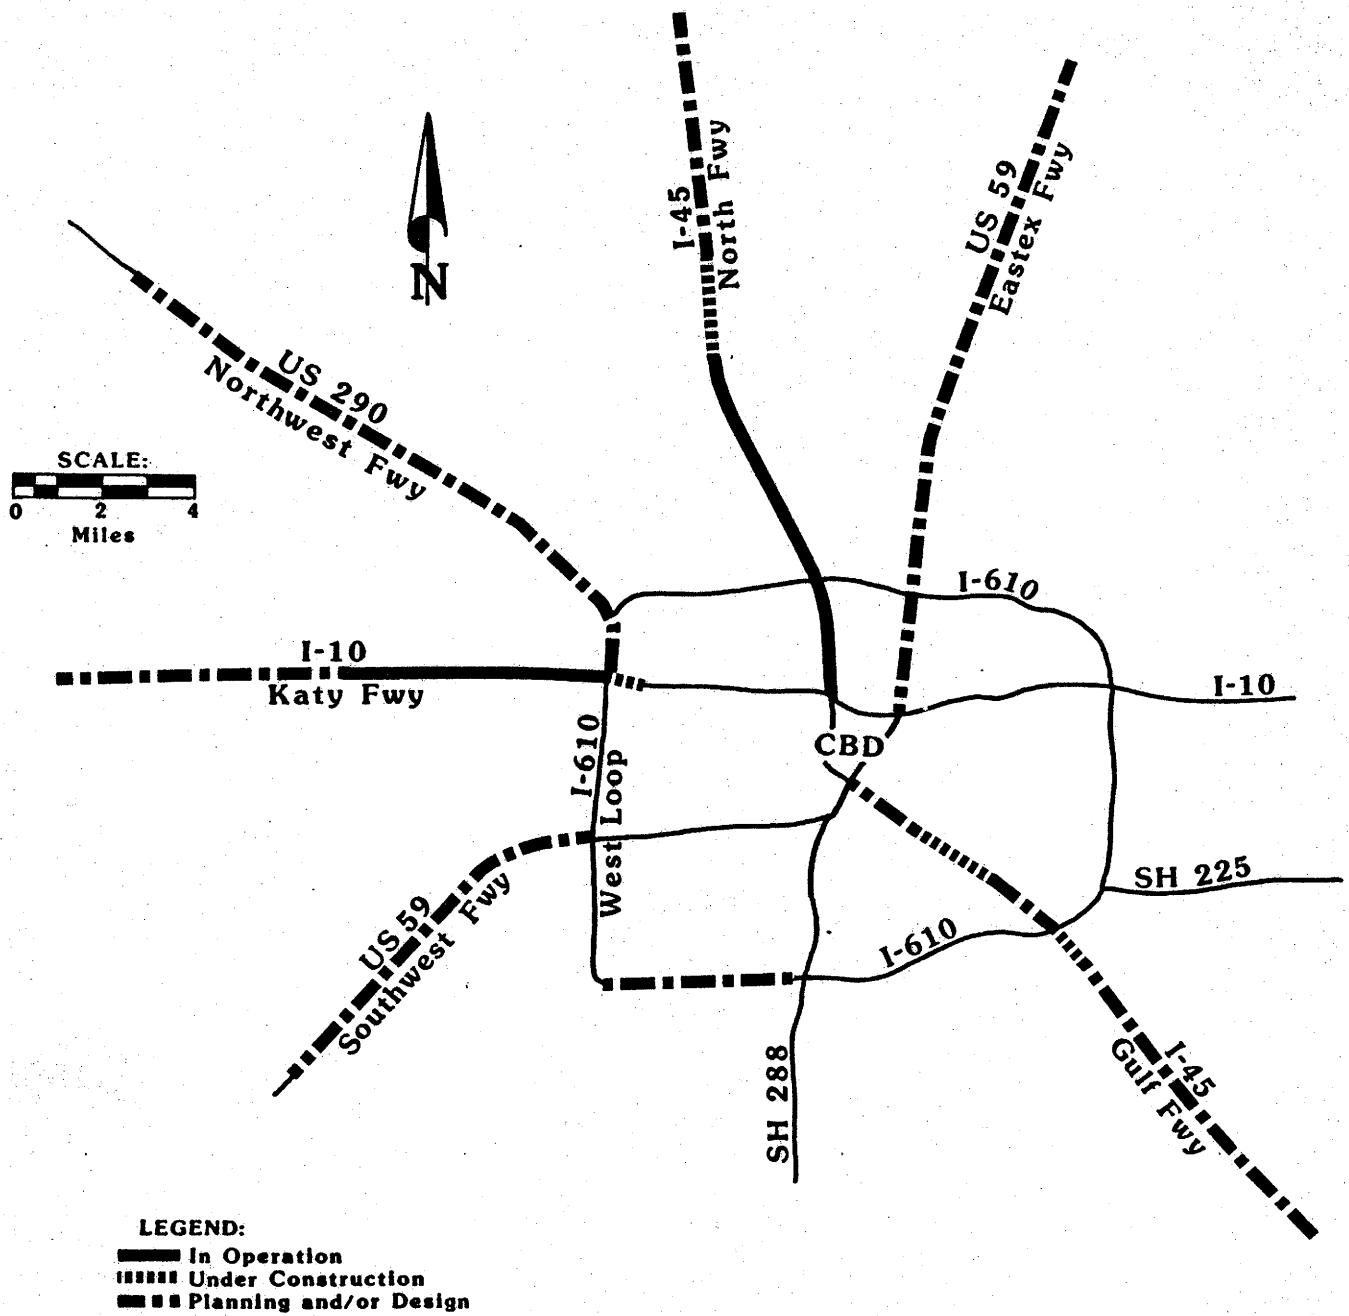 I-45
North Fwy
US 59
Eastex Fwy
N
US 290
Northwest Fwy
SCALE:
0 2 4
Miles
I-610
I-10
Katy Fwy
I-10
CBD
I-610
West Loop
SH 225
US 59
Southwest Fwy
I-610
I-45
Gulf Fwy
SH 288
LEGEND:
In Operation
Under Construction
Planning and/or Design